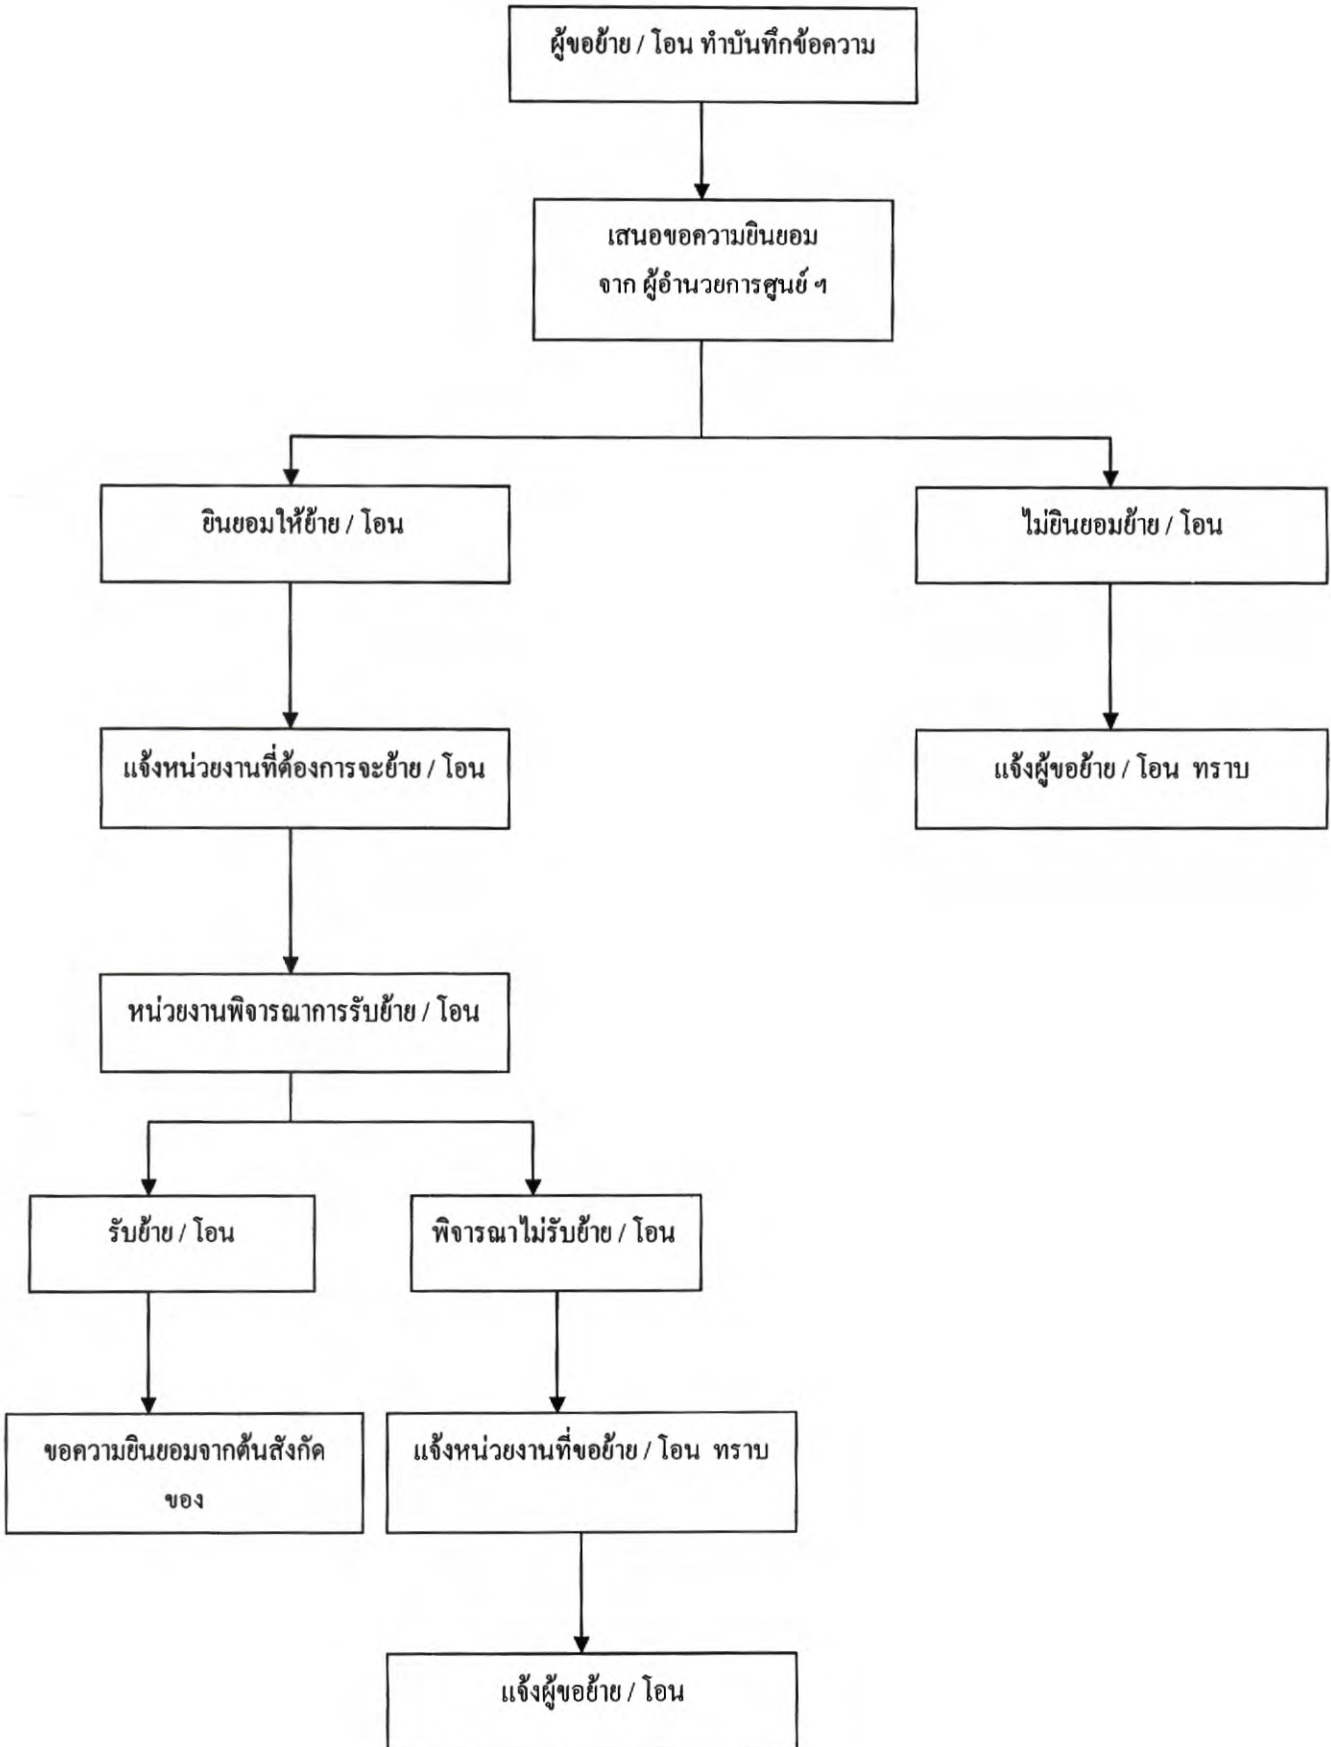 ผู้ขอย้าย / โอน ทำบันทึกข้อความ
เสนอขอความยินยอม
จาก ผู้อำนวยการศูนย์ ฯ
ยินยอมให้ย้าย / โอน
ไม่ยินยอมย้าย / โอน
แจ้งหน่วยงานที่ต้องการจะย้าย / โอน
แจ้งผู้ขอย้าย / โอน ทราบ
หน่วยงานพิจารณาการรับย้าย / โอน
รับย้าย / โอน
พิจารณาไม่รับย้าย / โอน
ขอความยินยอมจากต้นสังกัด
ของ
แจ้งหน่วยงานที่ขอย้าย / โอน ทราบ
แจ้งผู้ขอย้าย / โอน